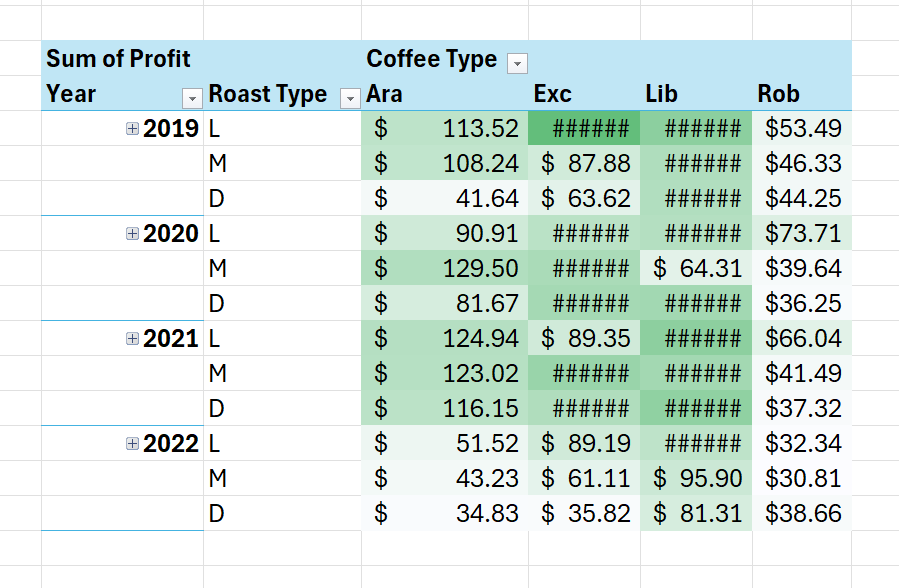 Sum of Profit Coffee Type
Year Roast Type Ara Exc Lib Rob
2019 L $ 113.52 ###### ###### $53.49
M $ 108.24 $ 87.88 ###### $46.33
D $ 41.64 $ 63.62 ###### $44.25
2020 L $ 90.91 ###### ###### $73.71
M $ 129.50 ###### $ 64.31 $39.64
D $ 81.67 ###### ###### $36.25
2021 L $ 124.94 $ 89.35 ###### $66.04
M $ 123.02 ###### ###### $41.49
D $ 116.15 ###### ###### $37.32
2022 L $ 51.52 $ 89.19 ###### $32.34
M $ 43.23 $ 61.11 $ 95.90 $30.81
D $ 34.83 $ 35.82 $ 81.31 $38.66